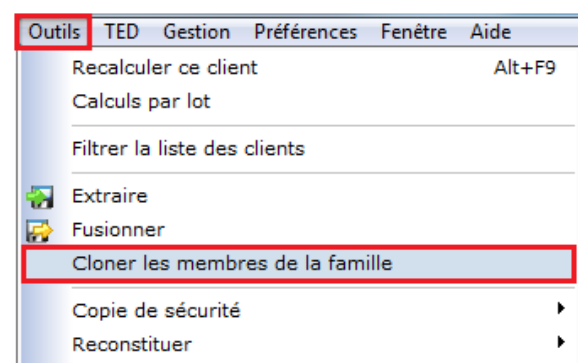 Outils TED Gestion Préférences Fenêtre Aide
Recalculer ce client Alt+F9
Calculs par lot
Filtrer la liste des clients
Extraire
Fusionner
Cloner les membres de la famille
Copie de sécurité
Reconstituer